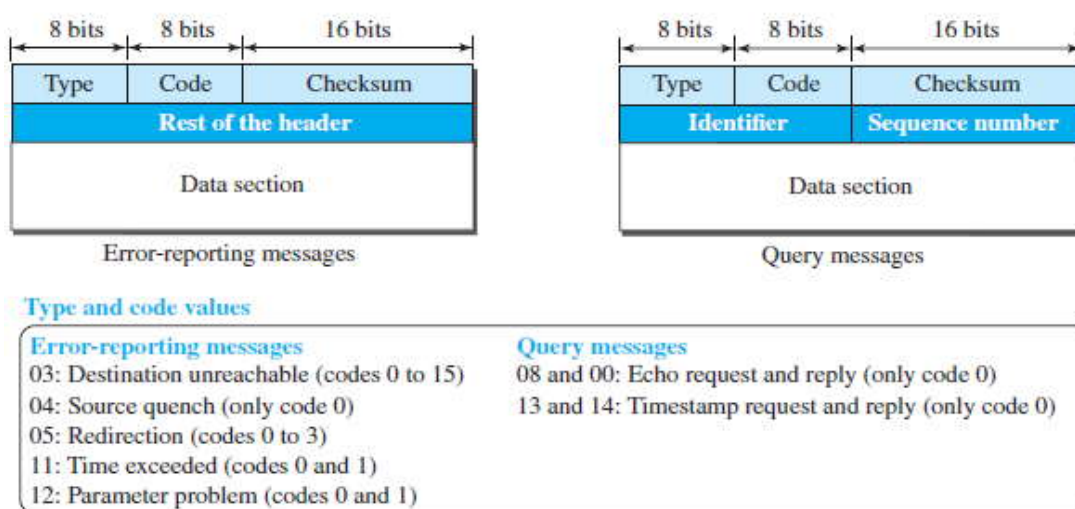 8 bits 8 bits 16 bits
Type Code Checksum
Rest of the header
Data section
Error-reporting messages
8 bits 8 bits 16 bits
Type Code Checksum
Identifier Sequence number
Data section
Query messages
Type and code values
Error-reporting messages
03: Destination unreachable (codes 0 to 15)
04: Source quench (only code 0)
05: Redirection (codes 0 to 3)
11: Time exceeded (codes 0 and 1)
12: Parameter problem (codes 0 and 1)
Query messages
08 and 00: Echo request and reply (only code 0)
13 and 14: Timestamp request and reply (only code 0)